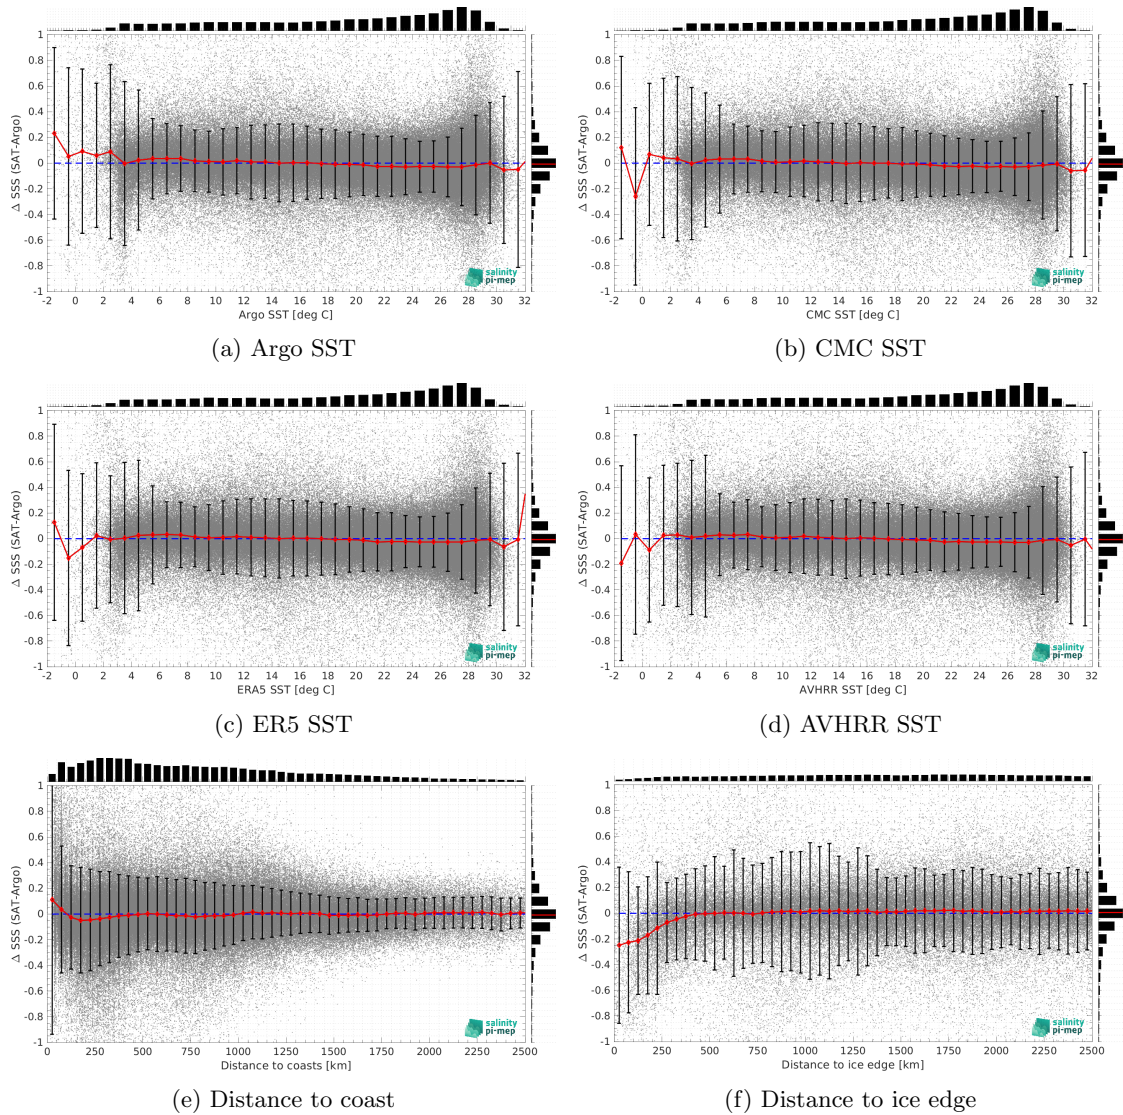 1
0.8
0.6
0.4
0.2
0
-0.2
-0.4
-0.6
-0.8
-1
Δ SSS (SAT-Argo)
salinity
pi-mep
-2 0 2 4 6 8 10 12 14 16 18 20 22 24 26 28 30 32
Argo SST [deg C]
(a) Argo SST
1
0.8
0.6
0.4
0.2
0
-0.2
-0.4
-0.6
-0.8
-1
Δ SSS (SAT-Argo)
salinity
pi-mep
-2 0 2 4 6 8 10 12 14 16 18 20 22 24 26 28 30 32
CMC SST [deg C]
(b) CMC SST
1
0.8
0.6
0.4
0.2
0
-0.2
-0.4
-0.6
-0.8
-1
Δ SSS (SAT-Argo)
salinity
pi-mep
-2 0 2 4 6 8 10 12 14 16 18 20 22 24 26 28 30 32
ERA5 SST [deg C]
(c) ER5 SST
1
0.8
0.6
0.4
0.2
0
-0.2
-0.4
-0.6
-0.8
-1
Δ SSS (SAT-Argo)
salinity
pi-mep
-2 0 2 4 6 8 10 12 14 16 18 20 22 24 26 28 30 32
AVHRR SST [deg C]
(d) AVHRR SST
1
0.8
0.6
0.4
0.2
0
-0.2
-0.4
-0.6
-0.8
-1
Δ SSS (SAT-Argo)
salinity
pi-mep
0 250 500 750 1000 1250 1500 1750 2000 2250 2500
Distance to coasts [km]
(e) Distance to coast
1
0.8
0.6
0.4
0.2
0
-0.2
-0.4
-0.6
-0.8
-1
Δ SSS (SAT-Argo)
salinity
pi-mep
0 250 500 750 1000 1250 1500 1750 2000 2250 2500
Distance to ice edge [km]
(f) Distance to ice edge